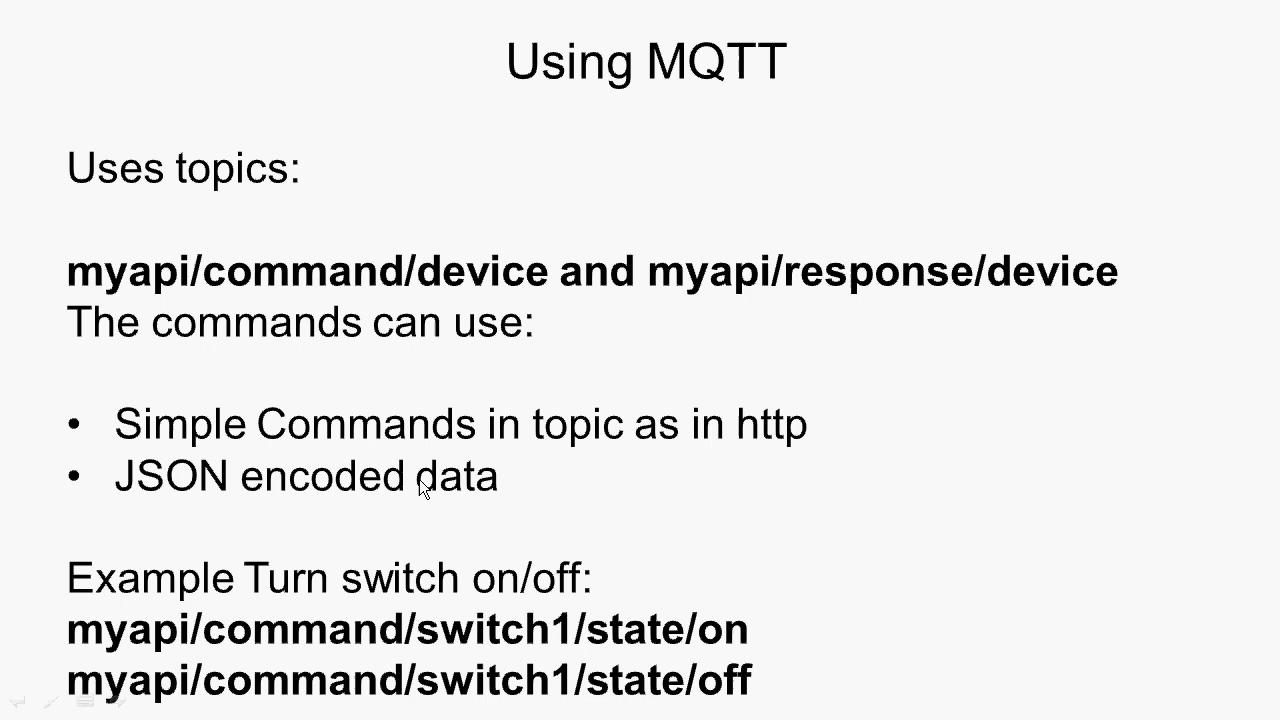 Using MQTT
Uses topics:
myapi/command/device and myapi/response/device
The commands can use:
• Simple Commands in topic as in http
• JSON encoded data
Example Turn switch on/off:
myapi/command/switch1/state/on
myapi/command/switch1/state/off